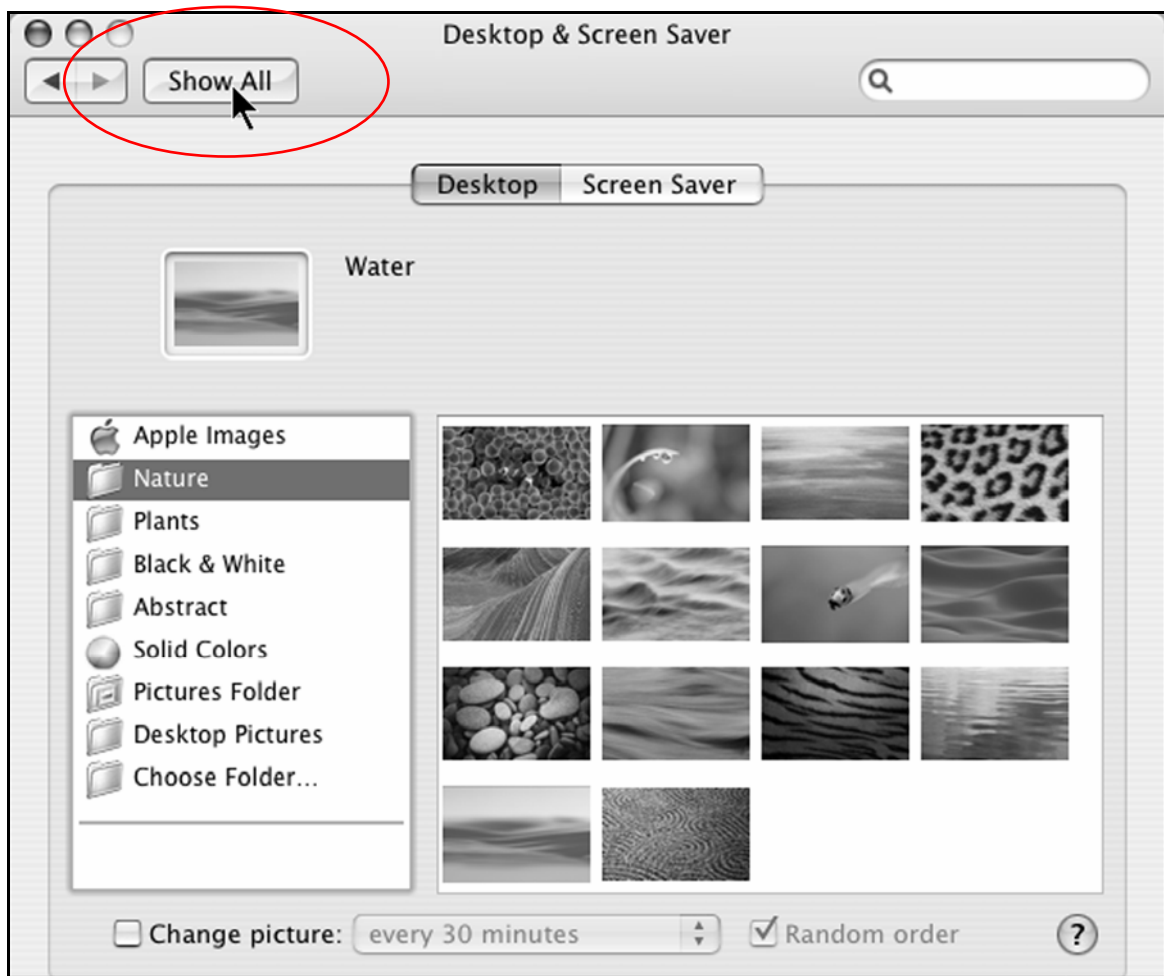 Desktop & Screen Saver
Show All
Desktop Screen Saver
Water
Apple Images
Nature
Plants
Black & White
Abstract
Solid Colors
Pictures Folder
Desktop Pictures
Choose Folder...
Change picture: every 30 minutes Random order ?